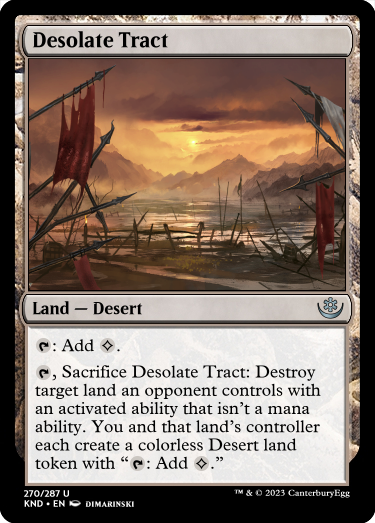 Desolate Tract
Land — Desert
: Add .
, Sacrifice Desolate Tract: Destroy
target land an opponent controls with
an activated ability that isn't a mana
ability. You and that land's controller
each create a colorless Desert land
token with “: Add .”
270/287 U
KND • EN DIMARINSKI
™ & © 2023 CanterburyEgg